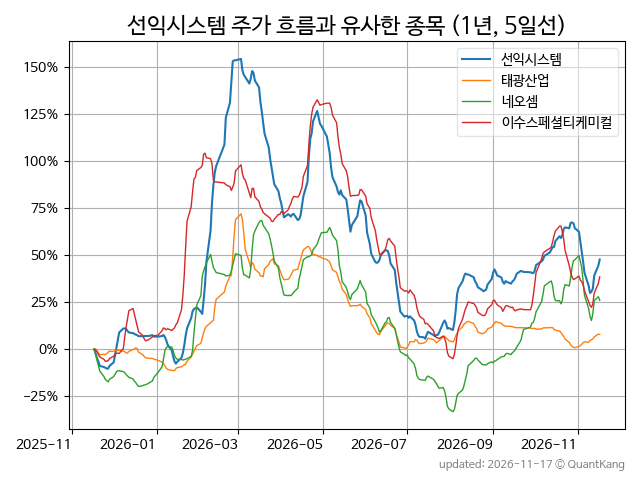 선익시스템 주가 흐름과 유사한 종목 (1년, 5일선)
선익시스템
태광산업
네오셈
이수스페셜티케미컬
150%
125%
100%
75%
50%
25%
0%
−25%
2025-11 2026-01 2026-03 2026-05 2026-07 2026-09 2026-11
updated: 2026-11-17 © QuantKang